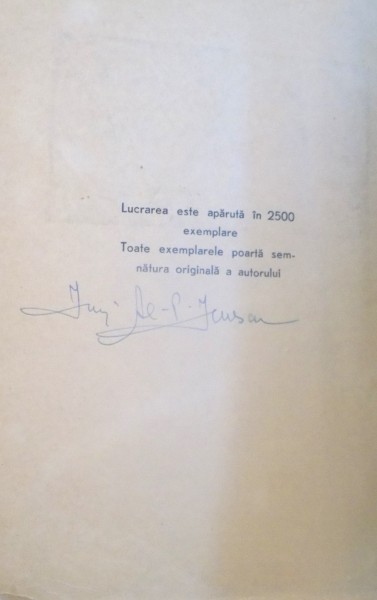 Lucrarea este apărută în 2500
exemplare
Toate exemplarele poartă sem-
nătura originală a autorului